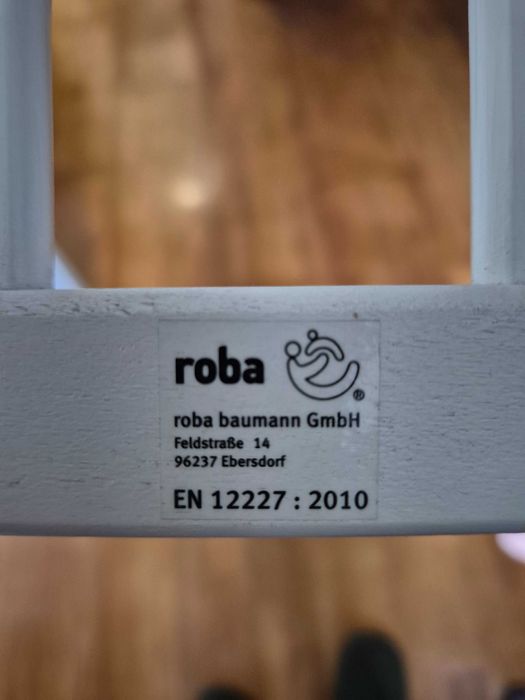 roba ®
roba baumann GmbH
Feldstraße 14
96237 Ebersdorf
EN 12227 : 2010